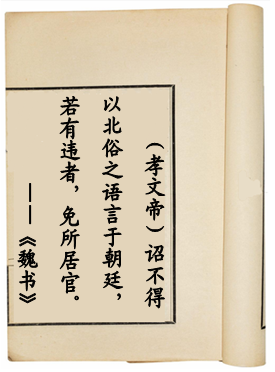 （孝文帝）诏不得
以北俗之语言于朝廷，
若有违者，免所居官。
——《魏书》